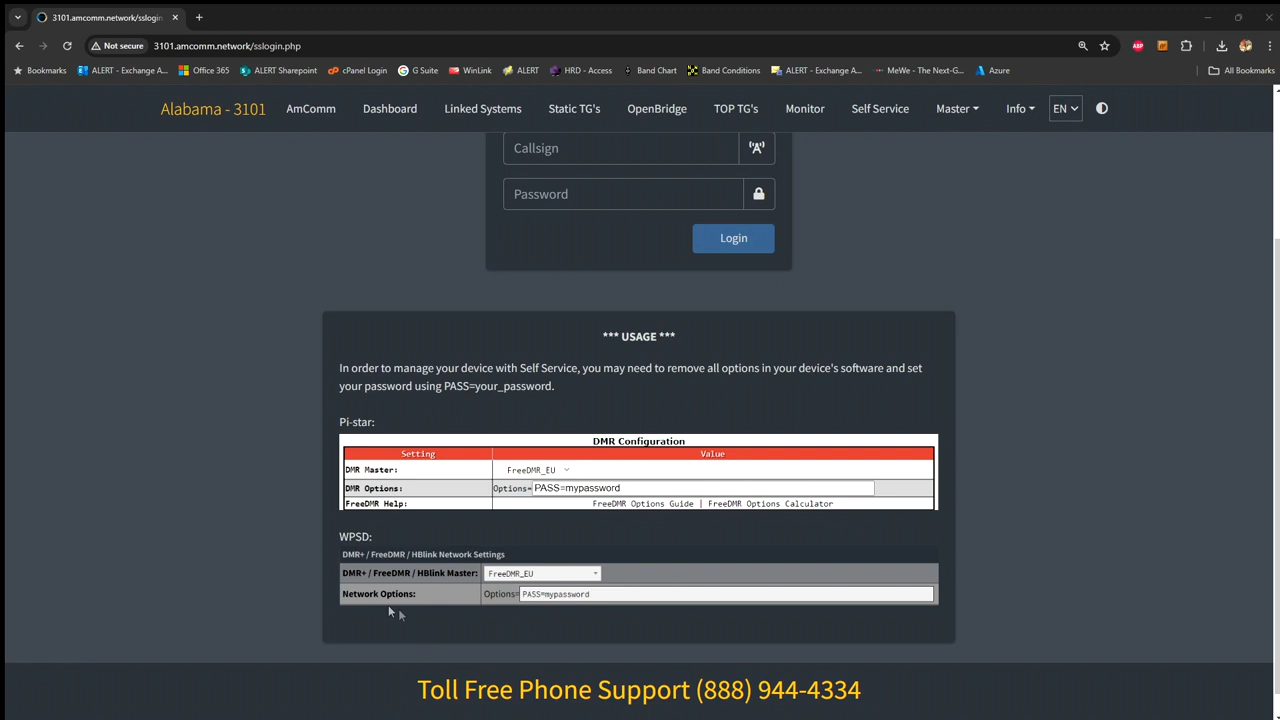 3101.amcomm.network/sslogin.
Not secure 3101.amcomm.network/sslogin.php
ABP
Bookmarks ALERT - Exchange A... Office 365 ALERT Sharepoint cPanel Login G Suite WinLink ALERT HRD - Access Band Chart Band Conditions ALERT - Exchange A... MeWe - The Next-G... Azure All Bookmarks
Alabama - 3101 AmComm Dashboard Linked Systems Static TG's OpenBridge TOP TG's Monitor Self Service Master Info EN
Callsign
Password
Login
*** USAGE ***
In order to manage your device with Self Service, you may need to remove all options in your device's software and set
your password using PASS=your_password.
Pi-star:
DMR Configuration
Setting Value
DMR Master: FreeDMR_EU
DMR Options: Options= PASS=mypassword
FreeDMR Help: FreeDMR Options Guide | FreeDMR Options Calculator
WPSD:
DMR+ / FreeDMR / HBlink Network Settings
DMR+ / FreeDMR / HBlink Master: FreeDMR_EU
Network Options: Options= PASS=mypassword
Toll Free Phone Support (888) 944-4334